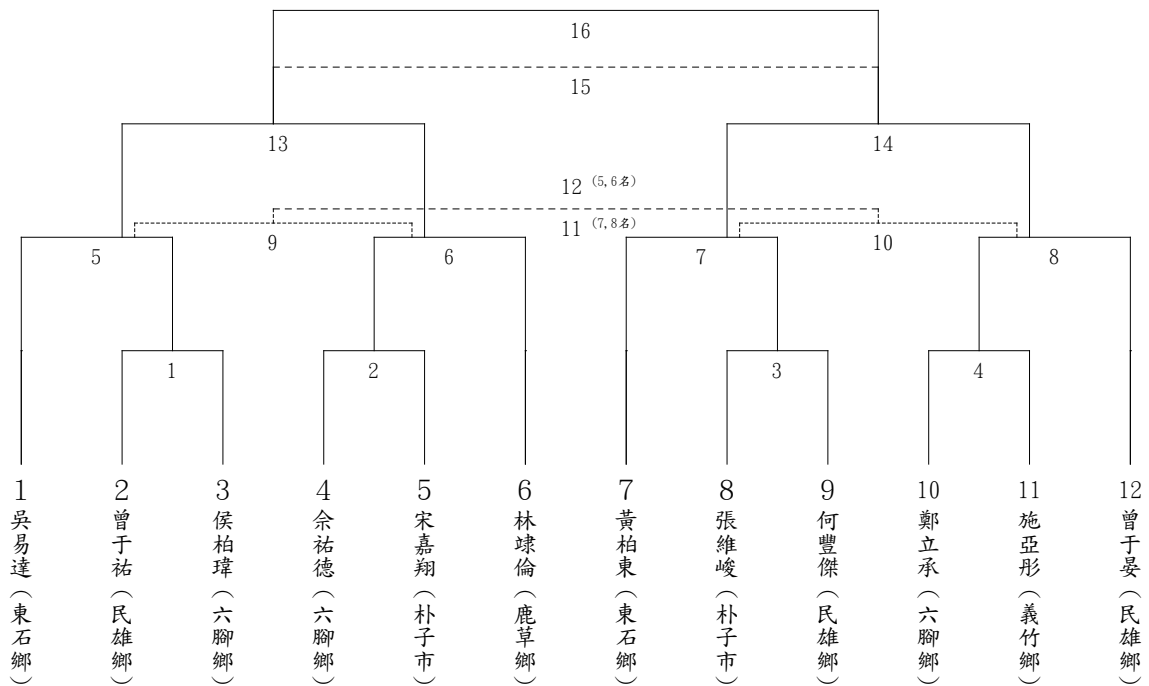 16
15
13
14
12 (5,6名)
11 (7,8名)
9
10
5
6
7
8
1
2
3
4
1 吳易達(東石鄉)
2 曾于祐(民雄鄉)
3 侯柏瑋(六腳鄉)
4 佘祐德(六腳鄉)
5 宋嘉翔(朴子市)
6 林竨倫(鹿草鄉)
7 黃柏東(東石鄉)
8 張維峻(朴子市)
9 何豐傑(民雄鄉)
10 鄭立承(六腳鄉)
11 施亞彤(義竹鄉)
12 曾于晏(民雄鄉)